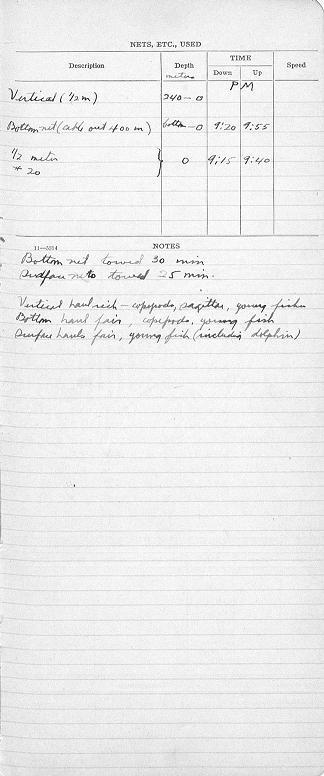 NETS, ETC., USED
Description Depth TIME Speed
meters Down Up
PM
Vertical (1/2 m) 240-0
Bottom net (cable out 400 m) bottom-0 9:20 9:55
1/2 meter } 0 9:15 9:40
# 20
11-5514 NOTES
Bottom net towed 30 min
Surface nets towed 25 min.
Vertical haul rich - copepods, sagittas, young fishes
Bottom haul fair, copepods, young fish
Surface hauls fair, young fish (including dolphin)